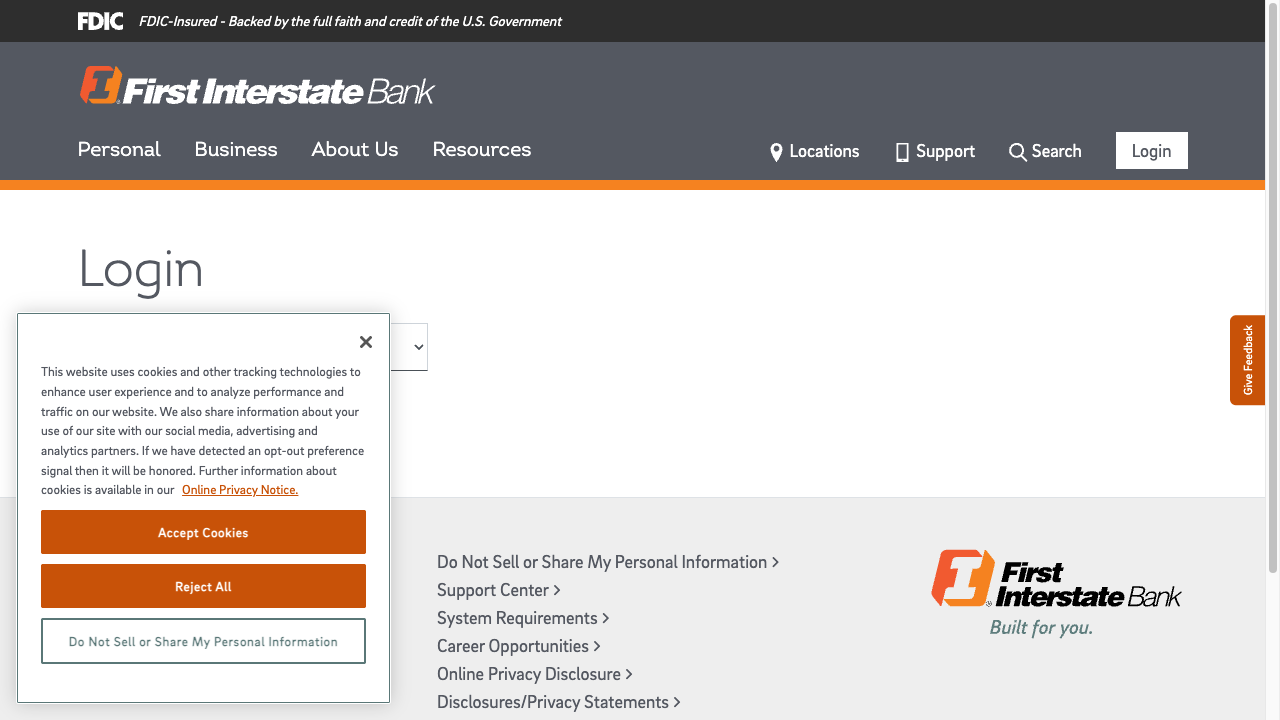 FDIC FDIC-Insured - Backed by the full faith and credit of the U.S. Government
First Interstate Bank
Personal Business About Us Resources Locations Support Search Login
Login
This website uses cookies and other tracking technologies to
enhance user experience and to analyze performance and
traffic on our website. We also share information about your
use of our site with our social media, advertising and
analytics partners. If we have detected an opt-out preference
signal then it will be honored. Further information about
cookies is available in our Online Privacy Notice.
Accept Cookies
Reject All
Do Not Sell or Share My Personal Information
Give Feedback
Do Not Sell or Share My Personal Information
Support Center
System Requirements
Career Opportunities
Online Privacy Disclosure
Disclosures/Privacy Statements
First
Interstate Bank
Built for you.